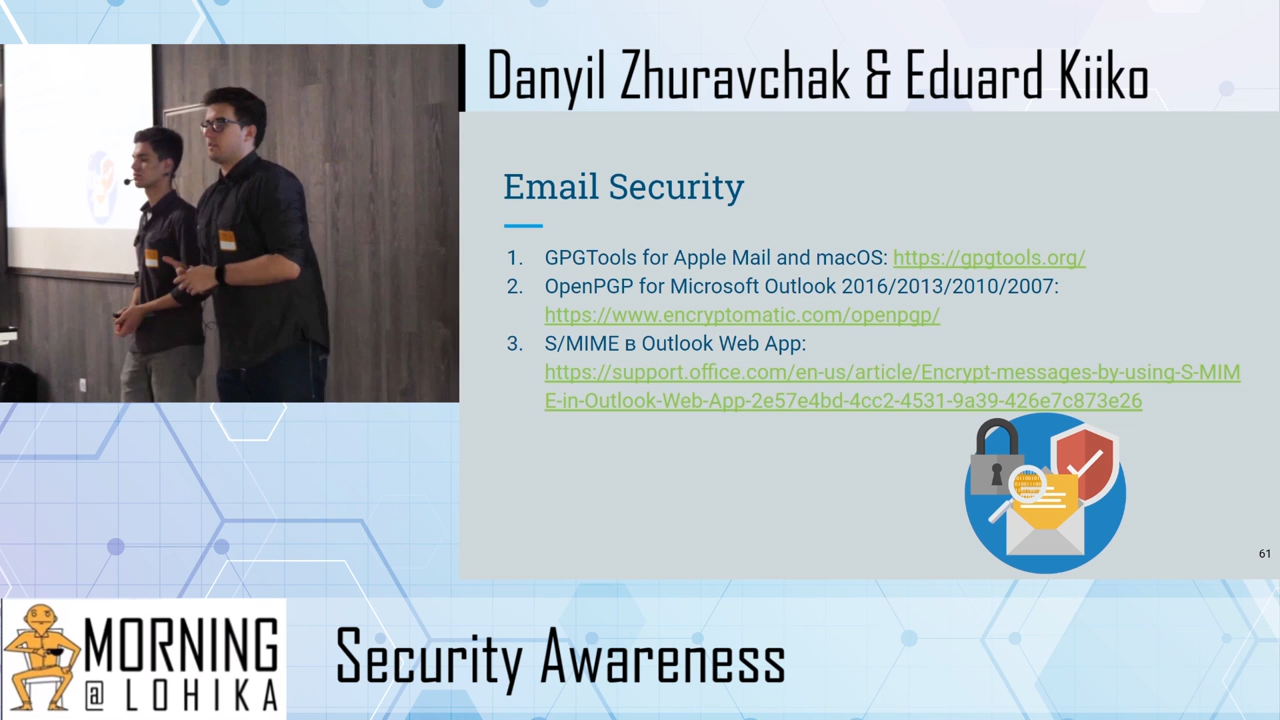 Danyil Zhuravchak & Eduard Kiiko
Email Security
1. GPGTools for Apple Mail and macOS: https://gpgtools.org/
2. OpenPGP for Microsoft Outlook 2016/2013/2010/2007:
https://www.encryptomatic.com/openpgp/
3. S/MIME в Outlook Web App:
https://support.office.com/en-us/article/Encrypt-messages-by-using-S-MIM
E-in-Outlook-Web-App-2e57e4bd-4cc2-4531-9a39-426e7c873e26
61
MORNING
@ LOHIKA
Security Awareness